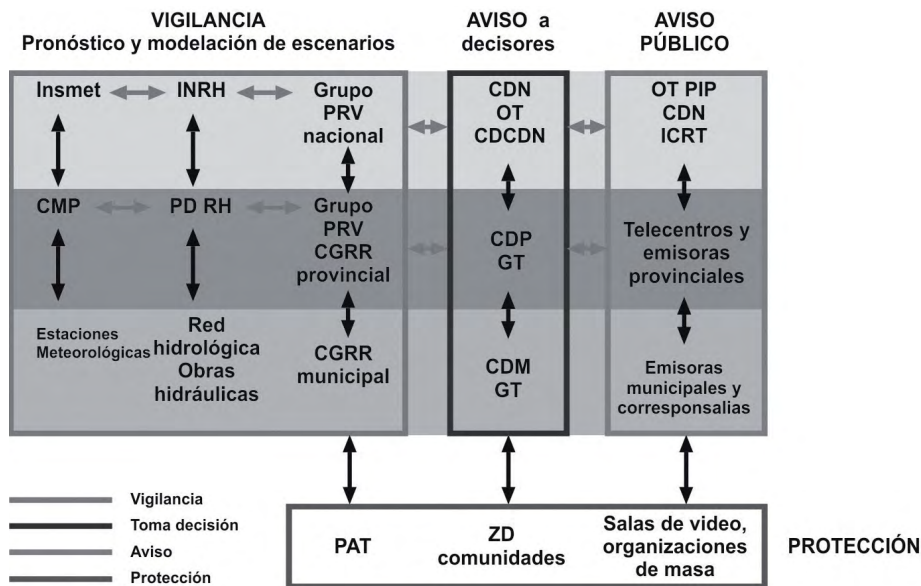 VIGILANCIA
Pronóstico y modelación de escenarios
AVISO a
decisores
AVISO
PÚBLICO
Insmet
INRH
Grupo
PRV
nacional
CDN
OT
CDCDN
OT PIP
CDN
ICRT
CMP
PD RH
Grupo
PRV
CGRR
provincial
CDP
GT
Telecentros y
emisoras
provinciales
Estaciones
Meteorológicas
Red
hidrológica
Obras
hidráulicas
CGRR
municipal
CDM
GT
Emisoras
municipales y
corresponsalias
Vigilancia
Toma decisión
Aviso
Protección
PAT
ZD
comunidades
Salas de video,
organizaciones
de masa
PROTECCIÓN